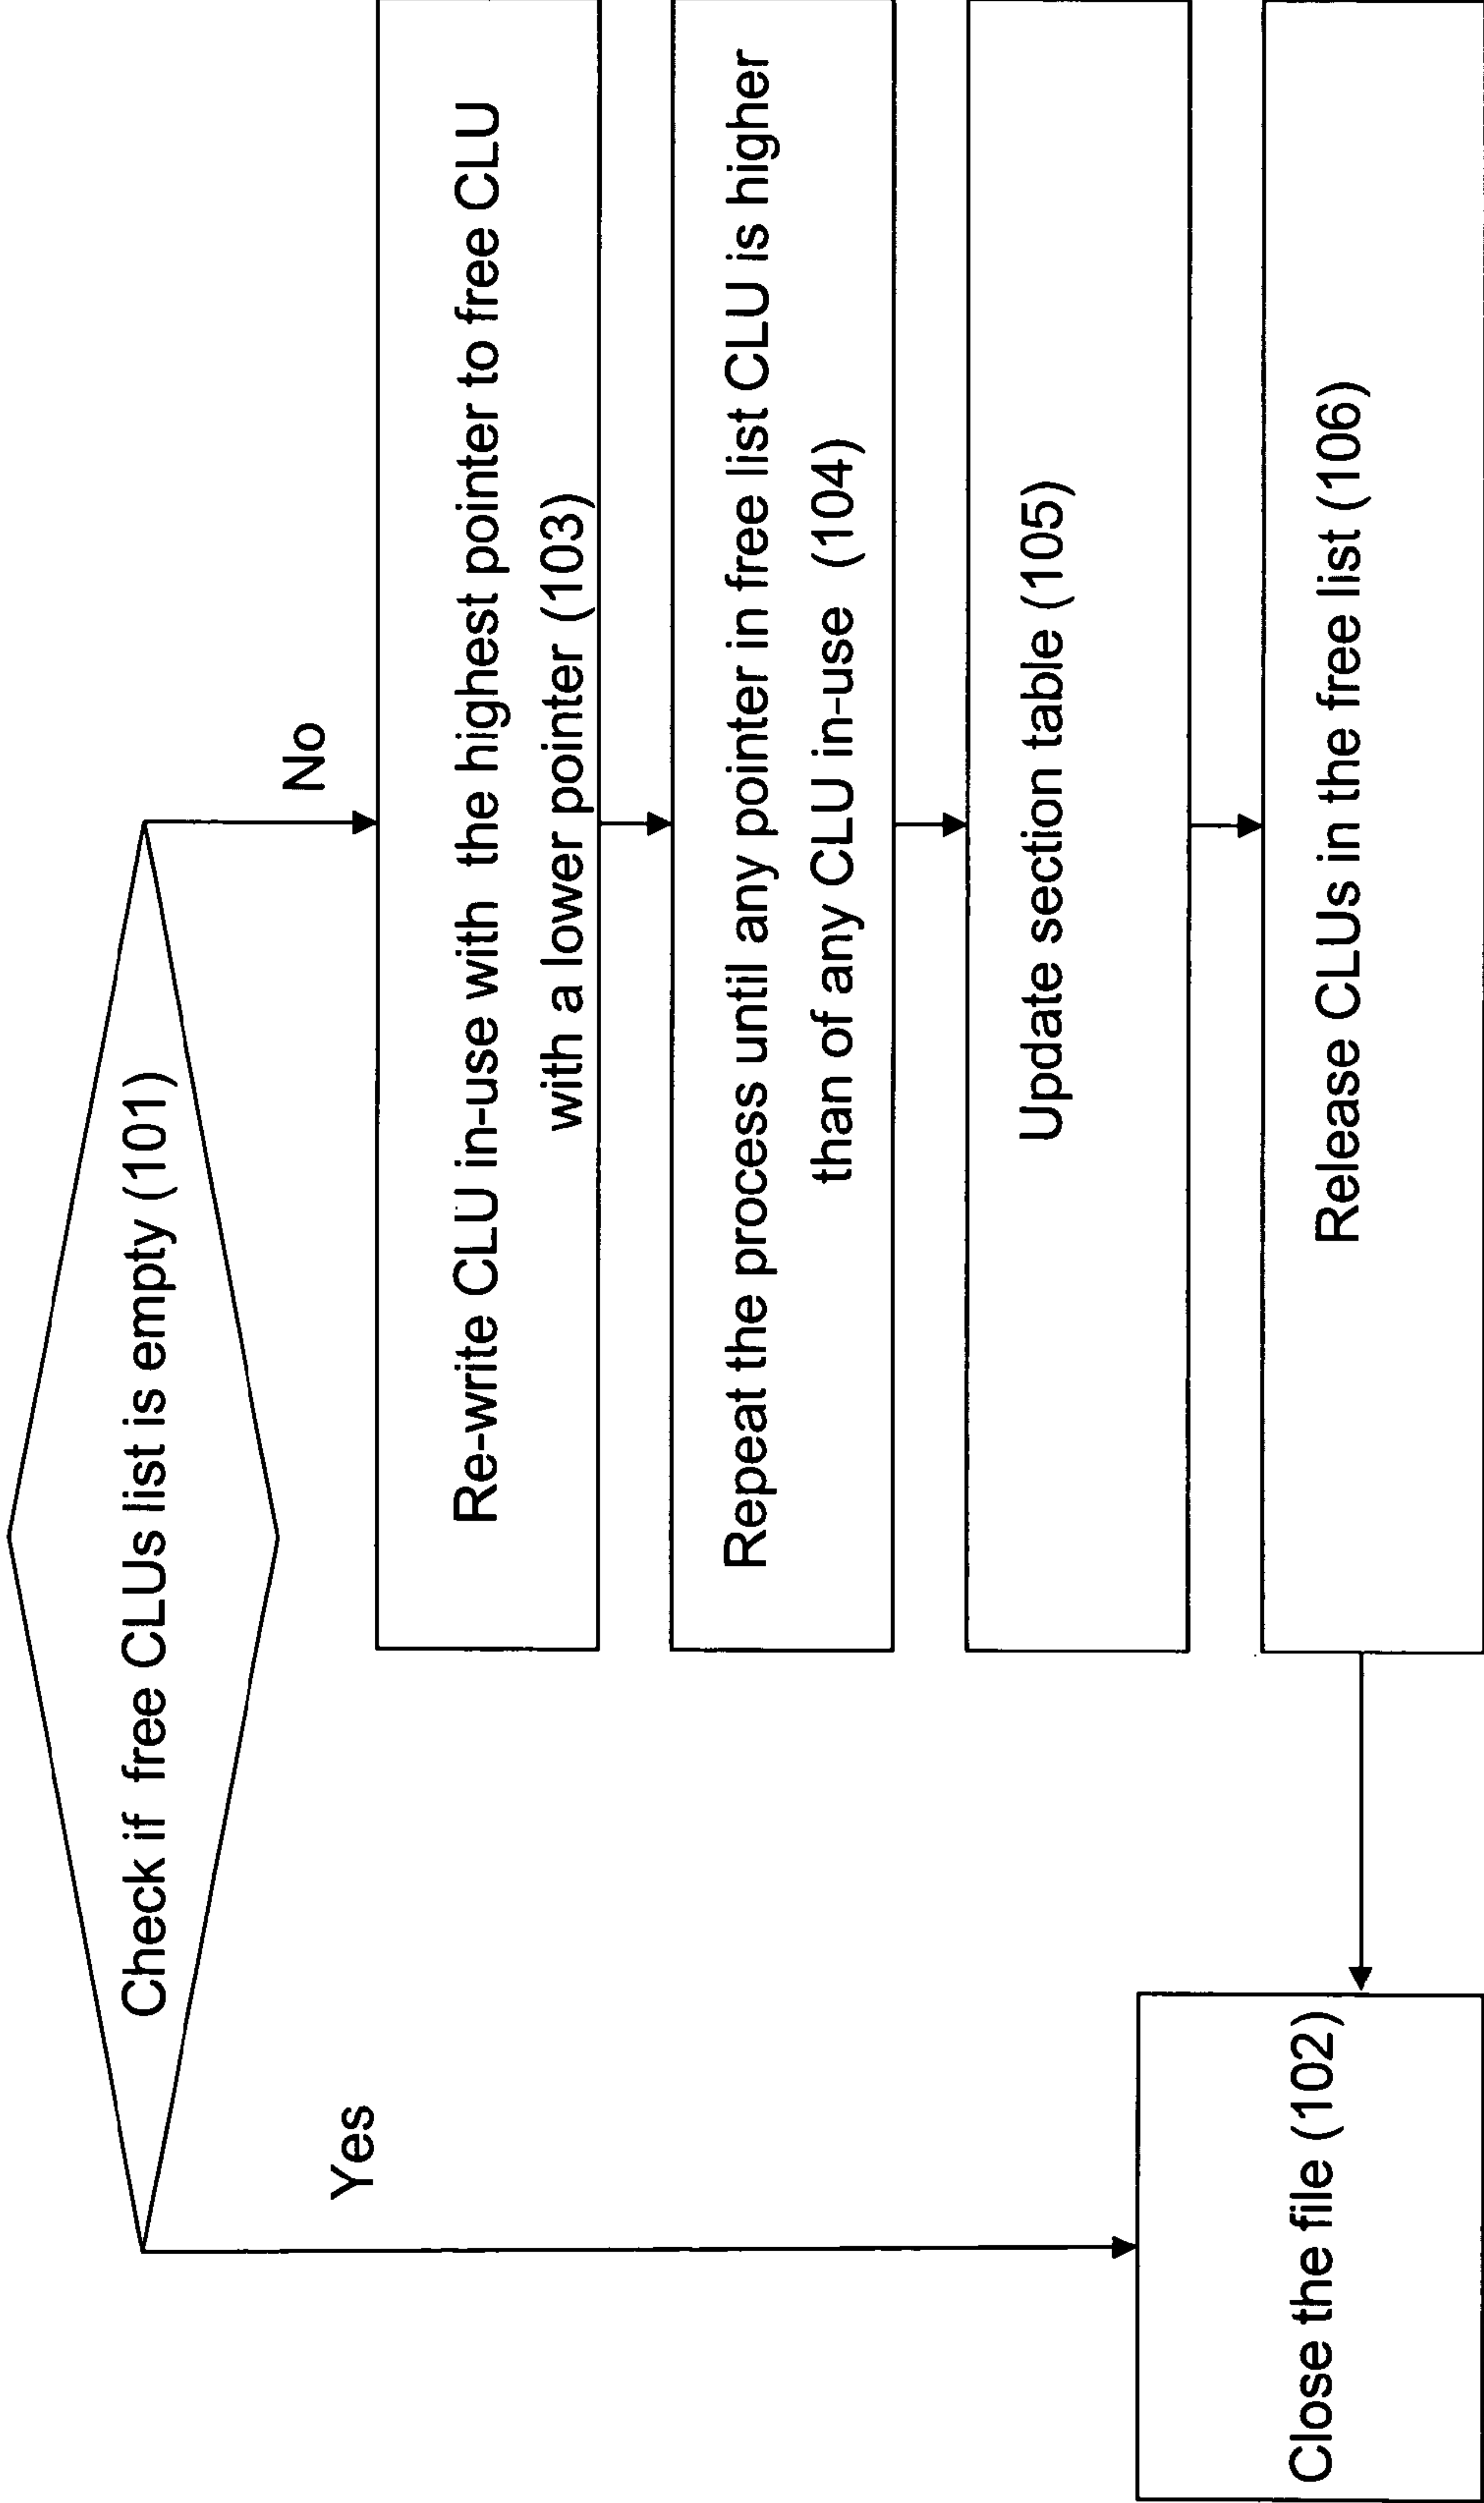 Check if free CLUs list is empty (101)
No
Yes
Re-write CLU in-use with the highest pointer to free CLU
with a lower pointer (103)
Repeat the process until any pointer in free list CLU is higher
than of any CLU in-use (104)
Update section table (105)
Release CLUs in the free list (106)
Close the file (102)